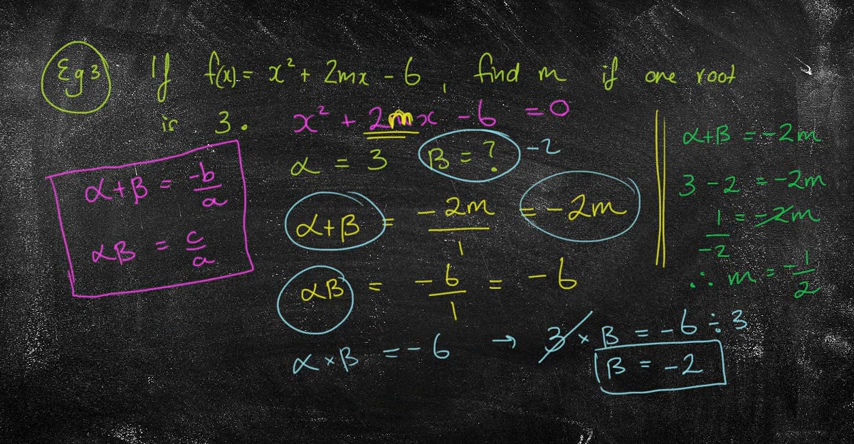 Eg 3 If f(x) = x² + 2mx - 6, find m if one root
is 3.
x² + 2mx - 6 = 0
α = 3 β = ? -2
α+β = -b/a
αβ = c/a
α+β = -2m/1 = -2m
αβ = -6/1 = -6
α × β = -6 → 3 × β = -6 ÷ 3
β = -2
α+β = -2m
3 - 2 = -2m
1/-2 = -2m
∴ m = -1/2